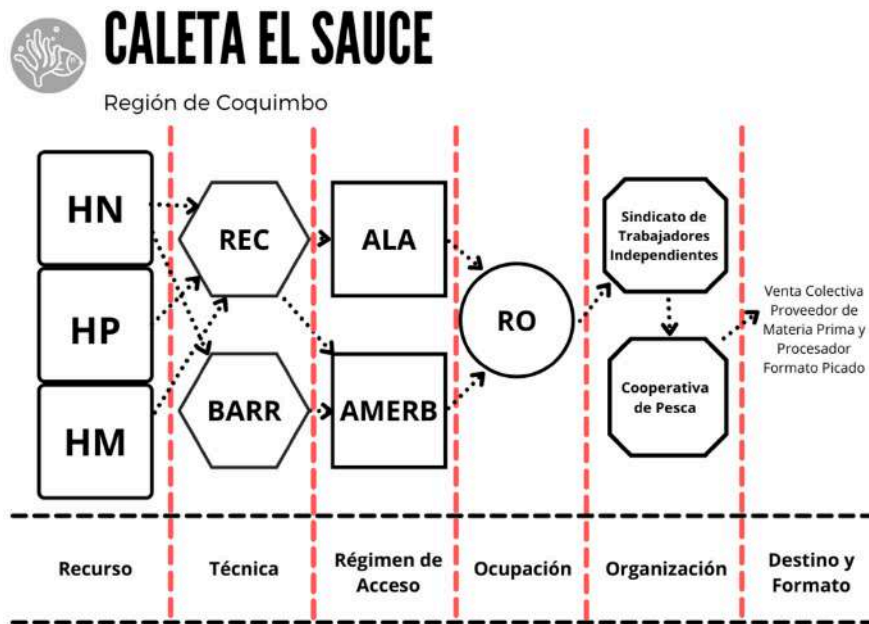 CALETA EL SAUCE
Región de Coquimbo
HN
HP
HM
REC
BARR
ALA
AMERB
RO
Sindicato de
Trabajadores
Independientes
Cooperativa
de Pesca
Venta Colectiva
Proveedor de
Materia Prima y
Procesador
Formato Picado
Recurso
Técnica
Régimen de
Acceso
Ocupación
Organización
Destino y
Formato